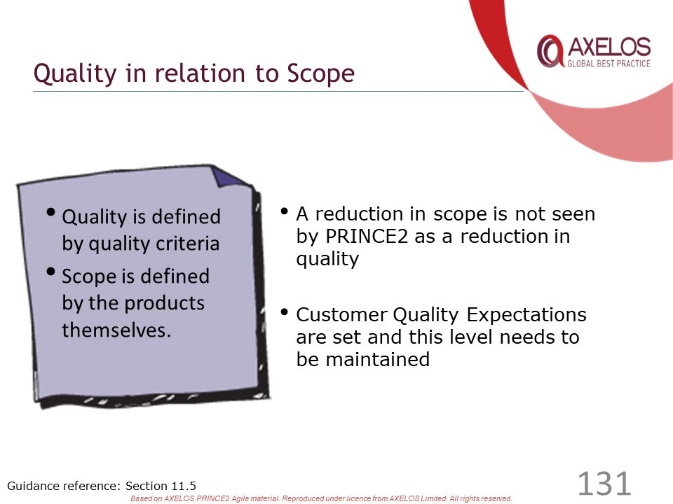 AXELOS
GLOBAL BEST PRACTICE
Quality in relation to Scope
• Quality is defined
by quality criteria
• Scope is defined
by the products
themselves.
• A reduction in scope is not seen
by PRINCE2 as a reduction in
quality
• Customer Quality Expectations
are set and this level needs to
be maintained
Guidance reference: Section 11.5
Based on AXELOS PRINCE2 Agile material. Reproduced under licence from AXELOS Limited. All rights reserved.
131